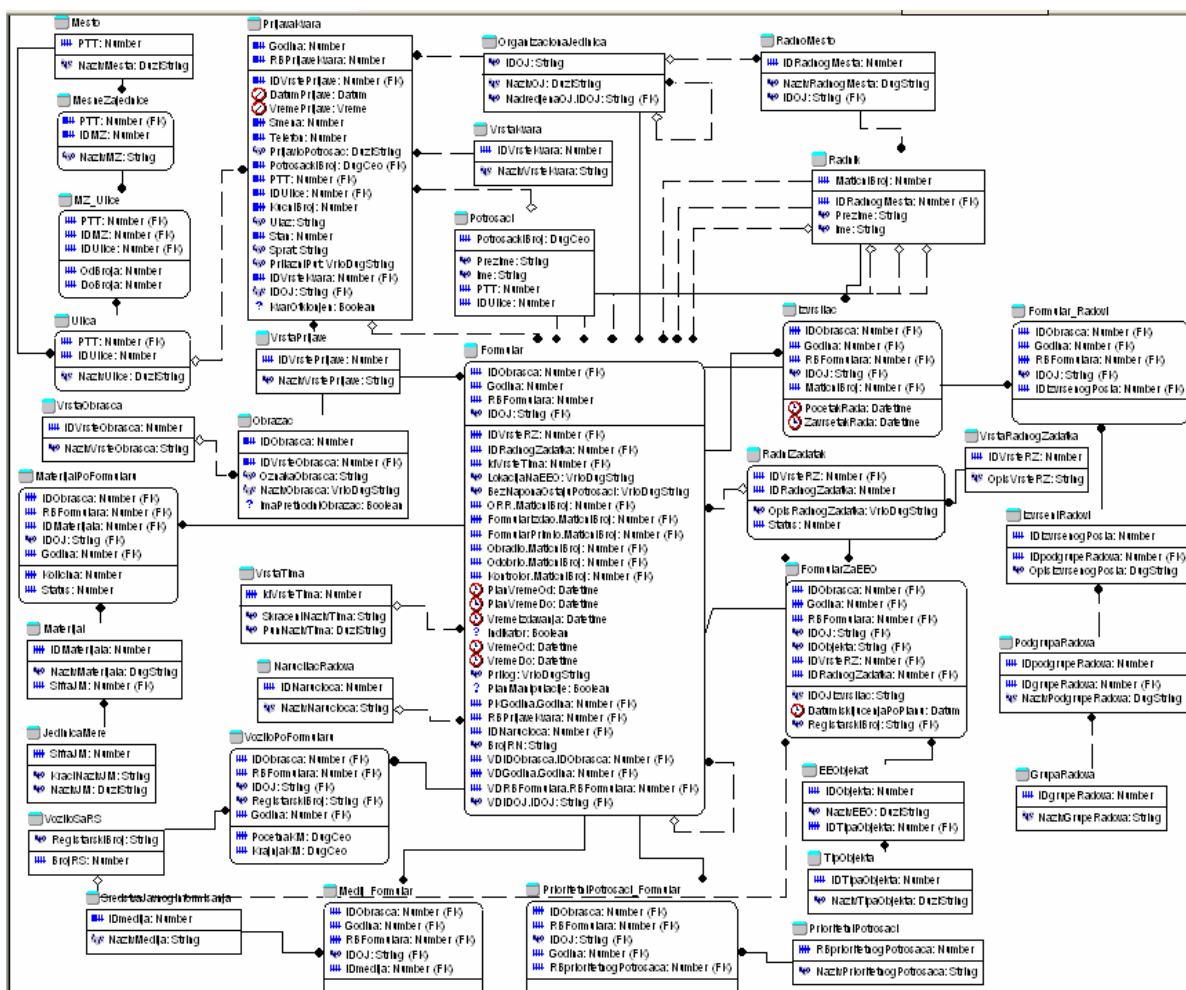 Mesto
PTT: Number
NazivMesta: DuziString
MesneZajednice
PTT: Number (FK)
IDMZ: Number
NazivMZ: String
MZ_Ulice
PTT: Number (FK)
IDMZ: Number (FK)
IDUlice: Number (FK)
OdBroja: Number
DoBroja: Number
Ulica
PTT: Number (FK)
IDUlice: Number
NazivUlice: DuziString
PrijavaKvara
Godina: Number
RBPrijaveKvara: Number
IDVrstePrijave: Number (FK)
DatumPrijave: Datum
VremePrijave: Vreme
Smena: Number
Telefon: Number
PrijavioPotrosac: DuziString
PotrosackiBroj: DugCeo (FK)
PTT: Number (FK)
IDUlice: Number (FK)
KucniBroj: Number
Ulaz: String
Stan: Number
Sprat: String
PrilazniPut: VrloDugString
IDVrsteKvara: Number (FK)
IDOJ: String (FK)
KvarOtklonjen: Boolean
OrganizacionaJedinica
IDOJ: String
NazivOJ: DuziString
NadredjenaOJ.IDOJ: String (FK)
RadnoMesto
IDRadnogMesta: Number
NazivRadnogMesta: DugString
IDOJ: String (FK)
VrstaKvara
IDVrsteKvara: Number
NazivVrsteKvara: String
Radnik
MaticniBroj: Number
IDRadnogMesta: Number (FK)
Prezime: String
Ime: String
Potrosaci
PotrosackiBroj: DugCeo
Prezime: String
Ime: String
PTT: Number
IDUlice: Number
VrstaPrijave
IDVrstePrijave: Number
NazivVrstePrijave: String
Izvrsilac
IDObrasca: Number (FK)
Godina: Number (FK)
RBFormulara: Number (FK)
IDOJ: String (FK)
MaticniBroj: Number (FK)
PocetakRada: Datetime
ZavrsetakRada: Datetime
Formular_Radovi
IDObrasca: Number (FK)
Godina: Number (FK)
RBFormulara: Number (FK)
IDOJ: String (FK)
IDIzvrsenogPosla: Number (FK)
VrstaObrasca
IDVrsteObrasca: Number
NazivVrsteObrasca: String
Obrazac
IDObrasca: Number
IDVrsteObrasca: Number (FK)
OznakaObrasca: String
NazivObrasca: VrloDugString
ImaPrethodniObrazac: Boolean
Formular
IDObrasca: Number (FK)
Godina: Number
RBFormulara: Number
IDOJ: String (FK)
IDVrsteRZ: Number (FK)
IDRadnogZadatka: Number (FK)
IdVrsteTima: Number (FK)
LokacijaNaEEO: VrloDugString
BezNaponaOstajuPotrosaci: VrloDugString
ORR.MaticniBroj: Number (FK)
FormularIzdao.MaticniBroj: Number (FK)
FormularPrimio.MaticniBroj: Number (FK)
Obradio.MaticniBroj: Number (FK)
Odobrio.MaticniBroj: Number (FK)
Kontrolor.MaticniBroj: Number (FK)
PlanVremeOd: Datetime
PlanVremeDo: Datetime
VremeIzdavanja: Datetime
Indikator: Boolean
VremeOd: Datetime
VremeDo: Datetime
Prilog: VrloDugString
PlanManipulacije: Boolean
PKGodina.Godina: Number (FK)
RBPrijaveKvara: Number (FK)
IDNarucioca: Number (FK)
BrojRN: String
VDIDObrasca.IDObrasca: Number (FK)
VDGodina.Godina: Number (FK)
VDRBFormulara.RBFormulara: Number (FK)
VDIDOJ.IDOJ: String (FK)
VrstaRadnogZadatka
IDVrsteRZ: Number
OpisVrsteRZ: String
RadniZadatak
IDVrsteRZ: Number (FK)
IDRadnogZadatka: Number
OpisRadnogZadatka: VrloDugString
Status: Number
MaterijalPoFormularu
IDObrasca: Number (FK)
RBFormulara: Number (FK)
IDMaterijala: Number (FK)
IDOJ: String (FK)
Godina: Number (FK)
Kolicina: Number
Status: Number
IzvrseniRadovi
IDIzvrsenogPosla: Number
IDpodgrupeRadova: Number (FK)
OpisIzvrsenogPosla: DugString
VrstaTima
IdVrsteTima: Number
SkraceniNazivTima: String
PunNazivTima: DuziString
FormularZaEEO
IDObrasca: Number (FK)
Godina: Number (FK)
RBFormulara: Number (FK)
IDOJ: String (FK)
IDObjekta: String (FK)
IDVrsteRZ: Number (FK)
IDRadnogZadatka: Number (FK)
IDOJIzvrsilac: String
DatumIskljucenjaPoPlanu: Datum
RegistarskiBroj: String (FK)
Materijal
IDMaterijala: Number
NazivMaterijala: DugString
SifraJM: Number (FK)
PodgrupaRadova
IDpodgrupeRadova: Number
IDgrupeRadova: Number (FK)
NazivPodgrupeRadova: DugString
NarucilacRadova
IDNarucioca: Number
NazivNarucioca: String
JedinicaMere
SifraJM: Number
KraciNazivJM: String
NazivJM: DuziString
VoziloPoFormularu
IDObrasca: Number (FK)
RBFormulara: Number (FK)
IDOJ: String (FK)
RegistarskiBroj: String (FK)
Godina: Number (FK)
PocetnaKM: DugCeo
KrajnjaKM: DugCeo
EEObjekat
IDObjekta: Number
NazivEEO: DuziString
IDTipaObjekta: Number (FK)
GrupaRadova
IDgrupeRadova: Number
NazivGrupeRadova: String
VoziloSaRS
RegistarskiBroj: String
BrojRS: Number
TipObjekta
IDTipaObjekta: Number
NazivTipaObjekta: DuziString
SredstvaJavnogInformisanja
IDmedija: Number
NazivMedija: String
Medij_Formular
IDObrasca: Number (FK)
Godina: Number (FK)
RBFormulara: Number (FK)
IDOJ: String (FK)
IDmedija: Number (FK)
PrioritetiPotrosaci_Formular
IDObrasca: Number (FK)
RBFormulara: Number (FK)
IDOJ: String (FK)
Godina: Number (FK)
RBprioritetnogPotrosaca: Number (FK)
PrioritetiPotrosaci
RBprioritetnogPotrosaca: Number
NazivPrioritetnogPotrosaca: String